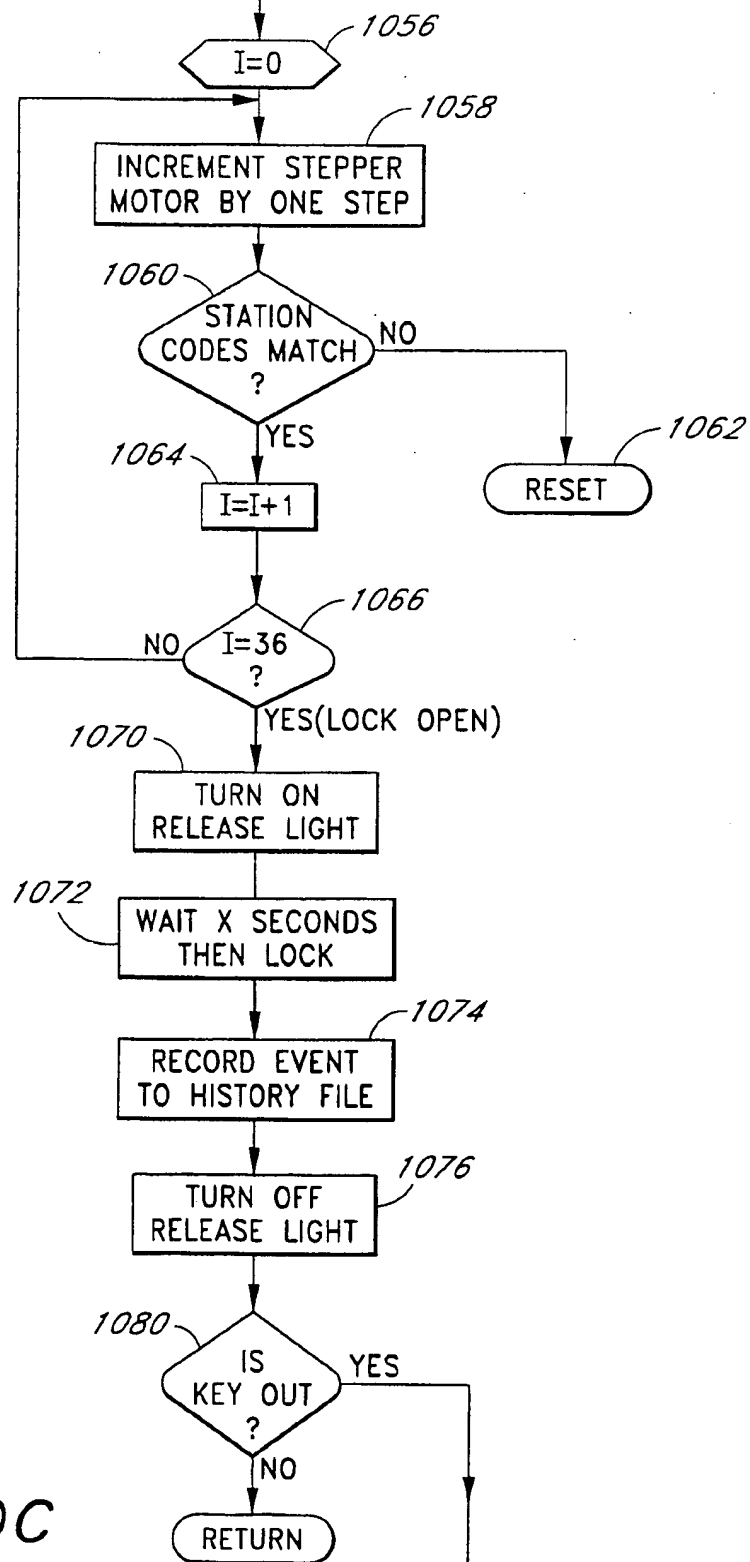 1056
I=0
1058
INCREMENT STEPPER
MOTOR BY ONE STEP
1060
STATION
CODES MATCH
?
NO
YES
1062
RESET
1064
I=I+1
1066
I=36
?
NO
YES(LOCK OPEN)
1070
TURN ON
RELEASE LIGHT
1072
WAIT X SECONDS
THEN LOCK
1074
RECORD EVENT
TO HISTORY FILE
1076
TURN OFF
RELEASE LIGHT
1080
IS
KEY OUT
?
YES
NO
RETURN